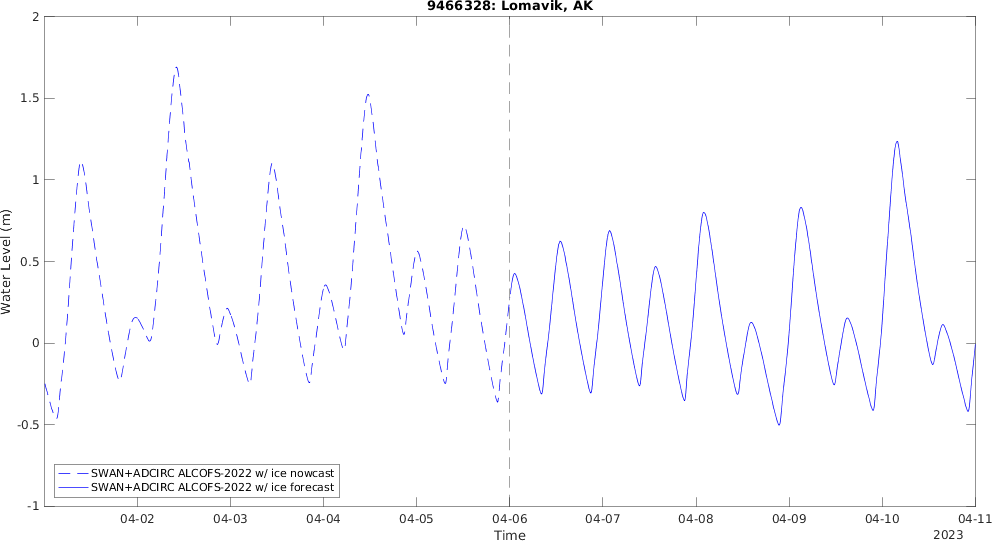 9466328: Lomavik, AK
2
1.5
1
0.5
0
-0.5
-1
Water Level (m)
SWAN+ADCIRC ALCOFS-2022 w/ ice nowcast
SWAN+ADCIRC ALCOFS-2022 w/ ice forecast
04-02 04-03 04-04 04-05 04-06 04-07 04-08 04-09 04-10 04-11
Time
2023